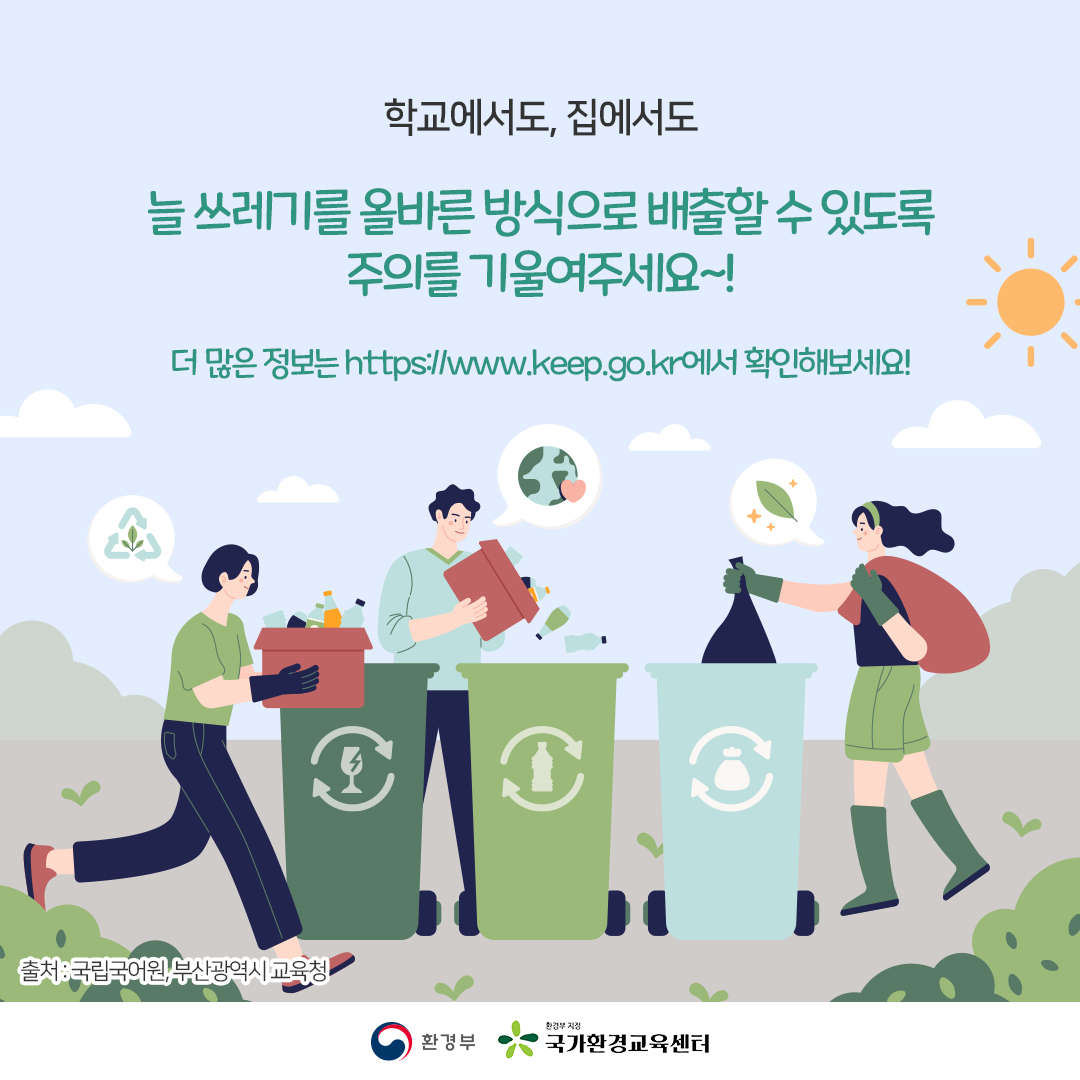 학교에서도, 집에서도
늘 쓰레기를 올바른 방식으로 배출할 수 있도록
주의를 기울여주세요~!
더 많은 정보는 https://www.keep.go.kr에서 확인해보세요!
출처 : 국립국어원, 부산광역시 교육청
환경부
환경부 지정
국가환경교육센터